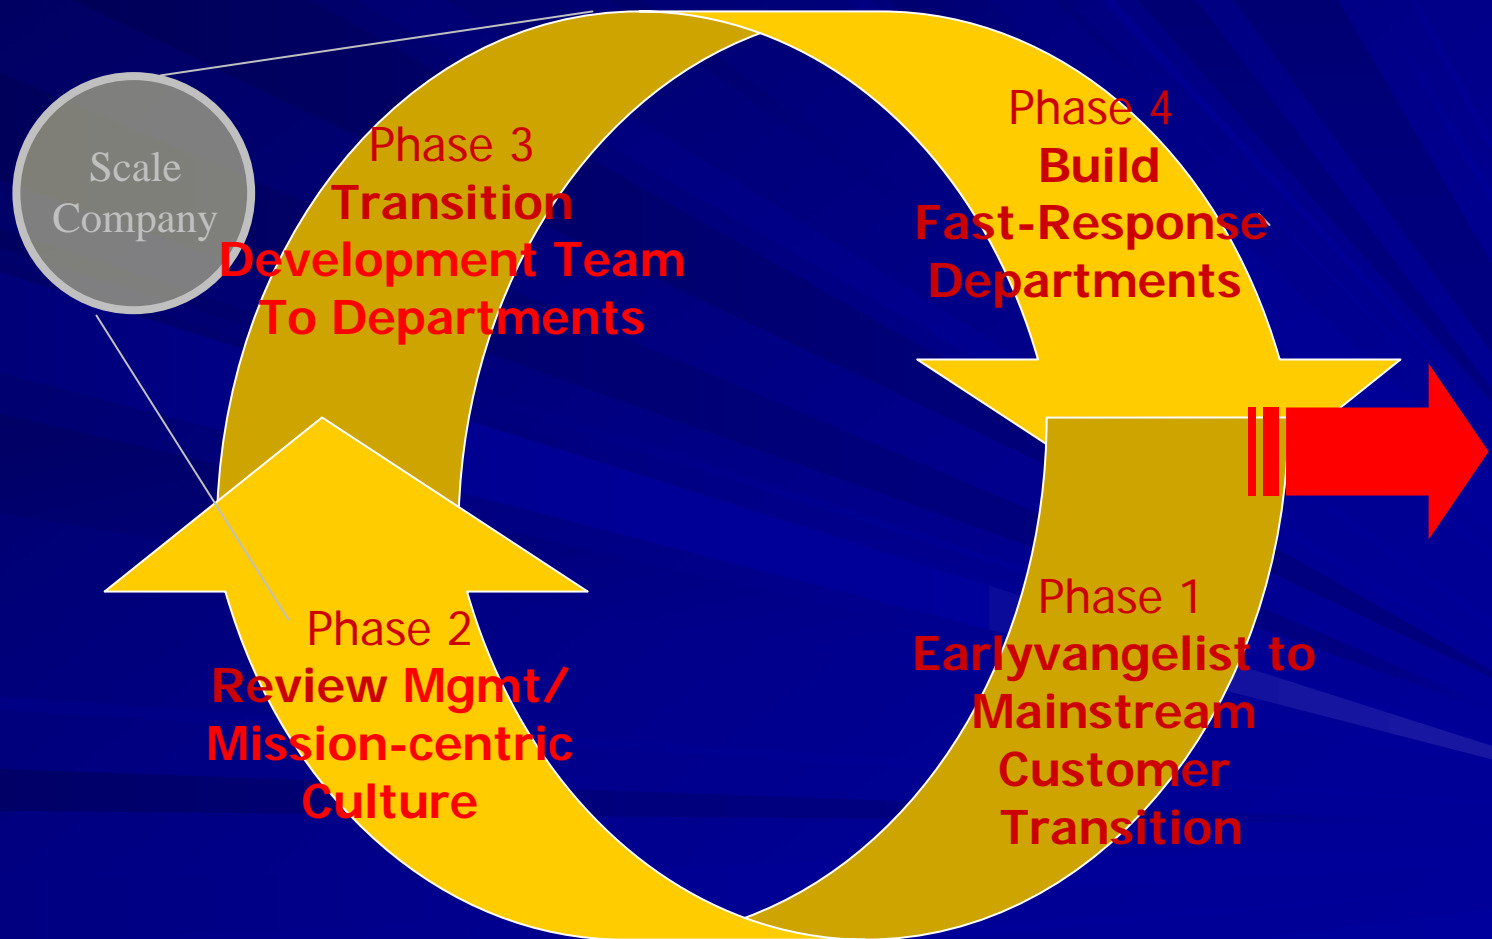 Scale
Company
Phase 3
Transition
Development Team
To Departments
Phase 4
Build
Fast-Response
Departments
Phase 2
Review Mgmt/
Mission-centric
Culture
Phase 1
Earlyvangelist to
Mainstream
Customer
Transition